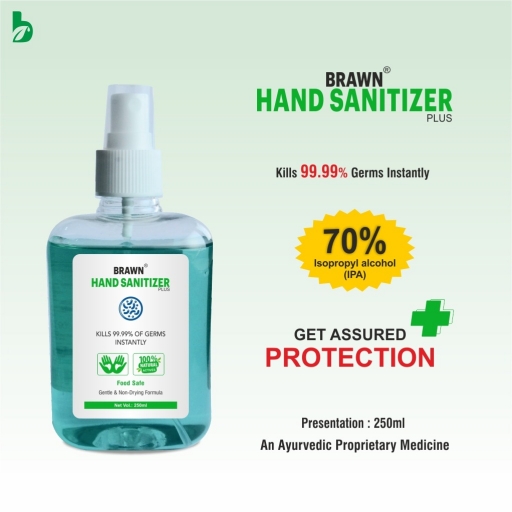 BRAWN®
HAND SANITIZER
PLUS
Kills 99.99% Germs Instantly
70%
Isopropyl alcohol
(IPA)
GET ASSURED
PROTECTION
Presentation : 250ml
An Ayurvedic Proprietary Medicine
BRAWN®
HAND SANITIZER
PLUS
KILLS 99.99% OF GERMS
INSTANTLY
100%
NATURAL
Food Safe
Gentle & Non-Drying Formula
Net Vol.: 250ml